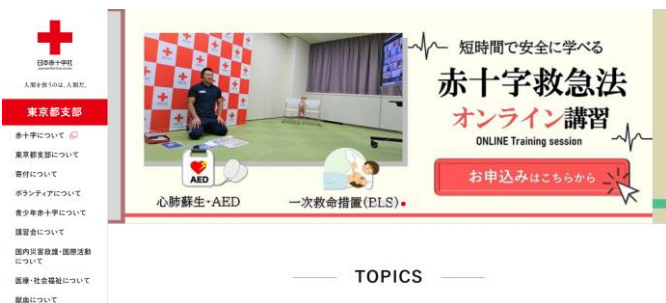 日本赤十字社
人間を救うのは、人間だ。
東京都支部
赤十字について
東京都支部について
寄付について
ボランティアについて
青少年赤十字について
講習会について
国内災害救護・国際活動
について
医療・社会福祉について
献血について
短時間で安全に学べる
赤十字救急法
オンライン講習
ONLINE Training session
お申込みはこちらから
AED
心肺蘇生・AED
一次救命措置(BLS)
TOPICS